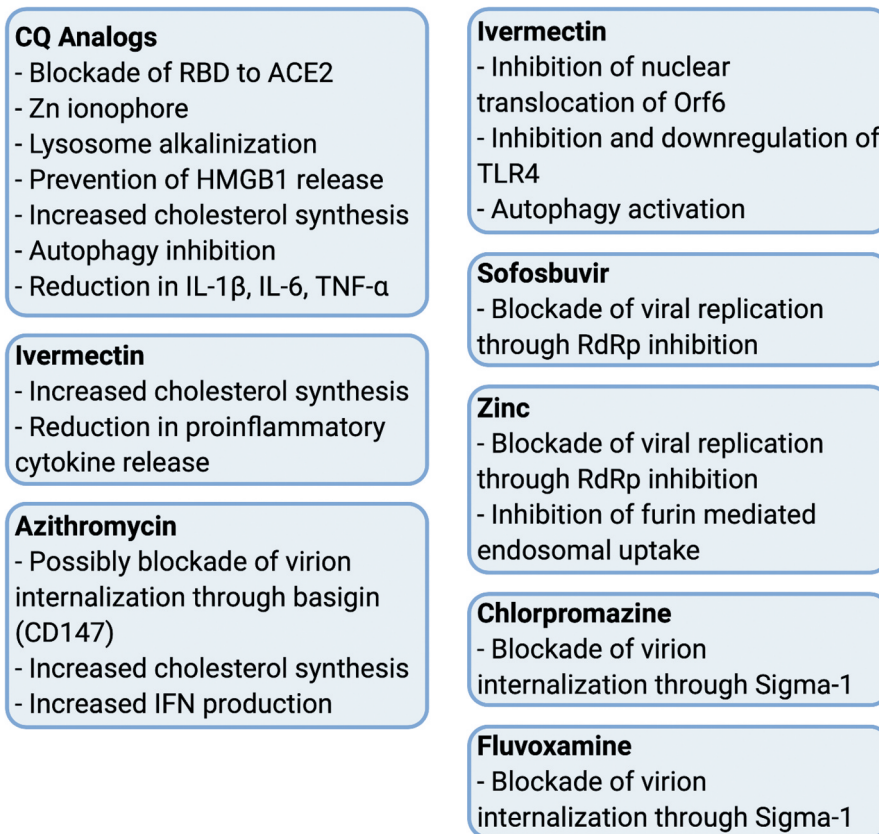 CQ Analogs
- Blockade of RBD to ACE2
- Zn ionophore
- Lysosome alkalinization
- Prevention of HMGB1 release
- Increased cholesterol synthesis
- Autophagy inhibition
- Reduction in IL-1β, IL-6, TNF-α
Ivermectin
- Increased cholesterol synthesis
- Reduction in proinflammatory
cytokine release
Azithromycin
- Possibly blockade of virion
internalization through basigin
(CD147)
- Increased cholesterol synthesis
- Increased IFN production
Ivermectin
- Inhibition of nuclear
translocation of Orf6
- Inhibition and downregulation of
TLR4
- Autophagy activation
Sofosbuvir
- Blockade of viral replication
through RdRp inhibition
Zinc
- Blockade of viral replication
through RdRp inhibition
- Inhibition of furin mediated
endosomal uptake
Chlorpromazine
- Blockade of virion
internalization through Sigma-1
Fluvoxamine
- Blockade of virion
internalization through Sigma-1